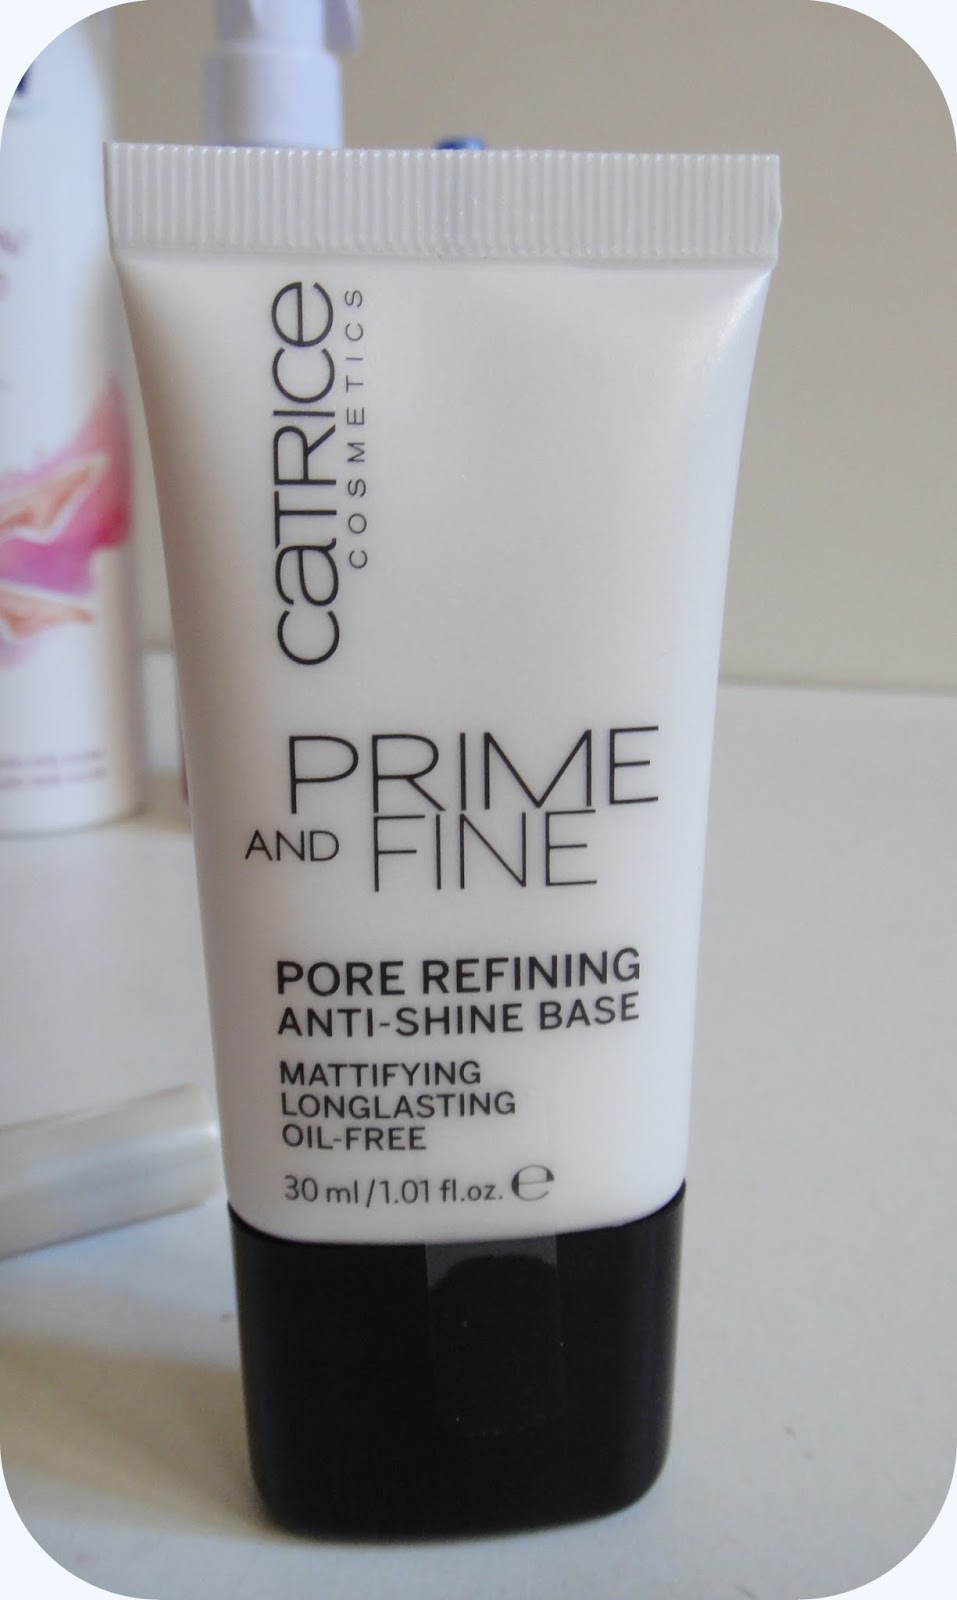 CATRICE
COSMETICS
PRIME
AND FINE
PORE REFINING
ANTI-SHINE BASE
MATTIFYING
LONGLASTING
OIL-FREE
30 ml/1.01 fl.oz. ℮